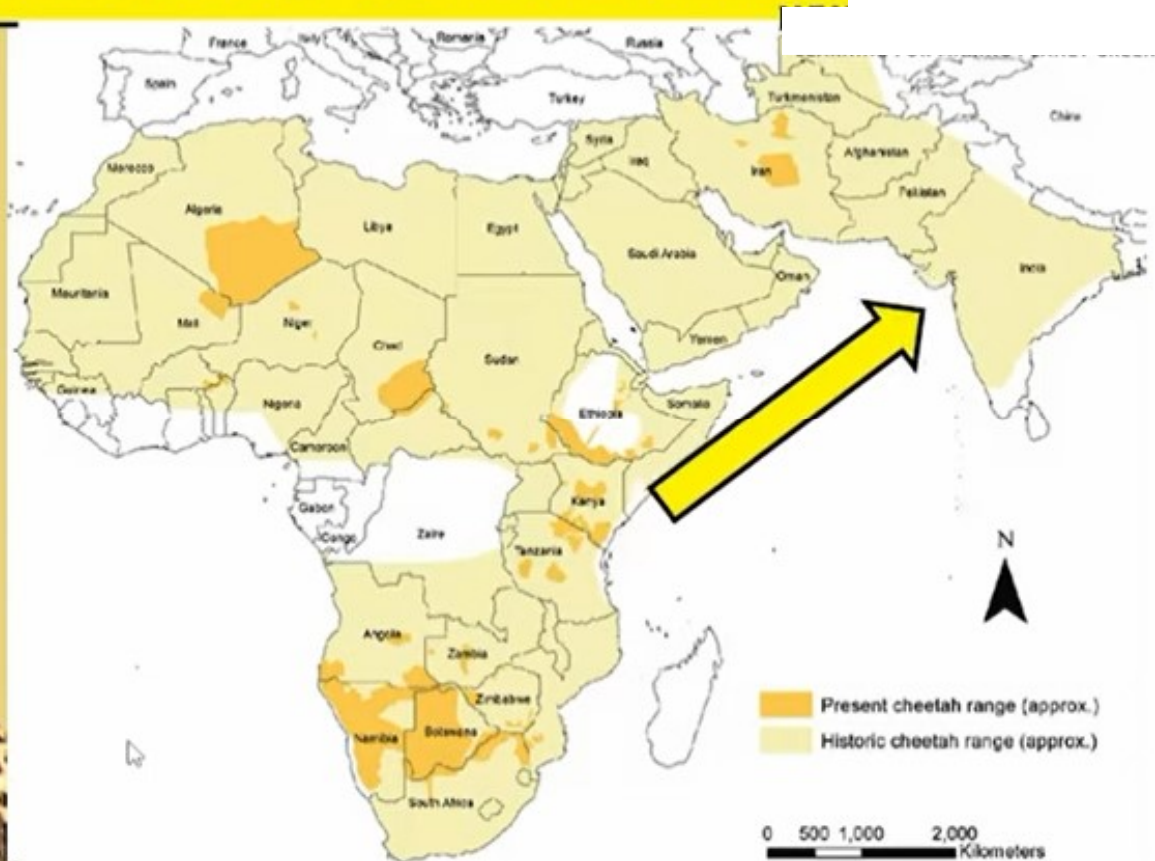 France
Italy
Romania
Russia
Spain
Turkey
Turkmenistan
China
Syria
Iraq
Iran
Afghanistan
Pakistan
Morocco
Algeria
Libya
Egypt
Saudi Arabia
Oman
India
Mauritania
Mali
Niger
Chad
Sudan
Yemen
Guinea
Nigeria
Ethiopia
Somalia
Cameroon
Gabon
Congo
Zaire
Kenya
Tanzania
N
Angola
Zambia
Zimbabwe
Namibia
Botswana
South Africa
Present cheetah range (approx.)
Historic cheetah range (approx.)
0 500 1,000 2,000
Kilometers